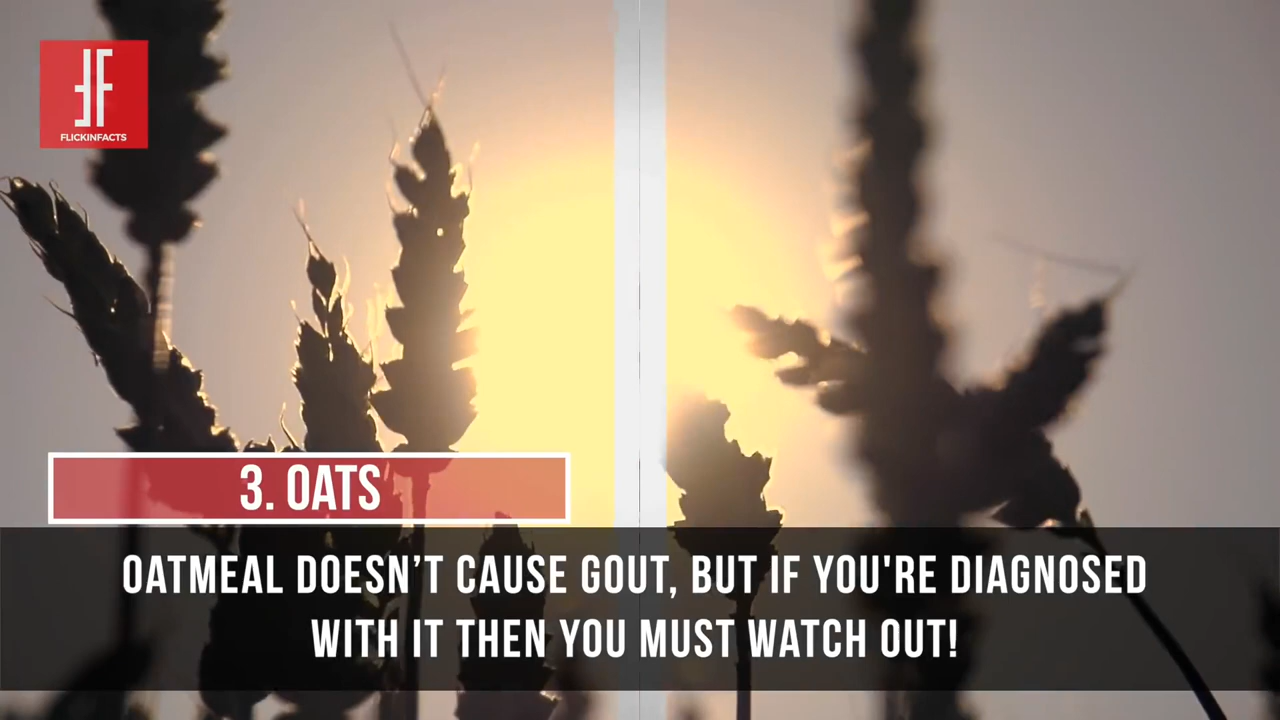 FLICKINFACTS
3. OATS
OATMEAL DOESN’T CAUSE GOUT, BUT IF YOU'RE DIAGNOSED
WITH IT THEN YOU MUST WATCH OUT!